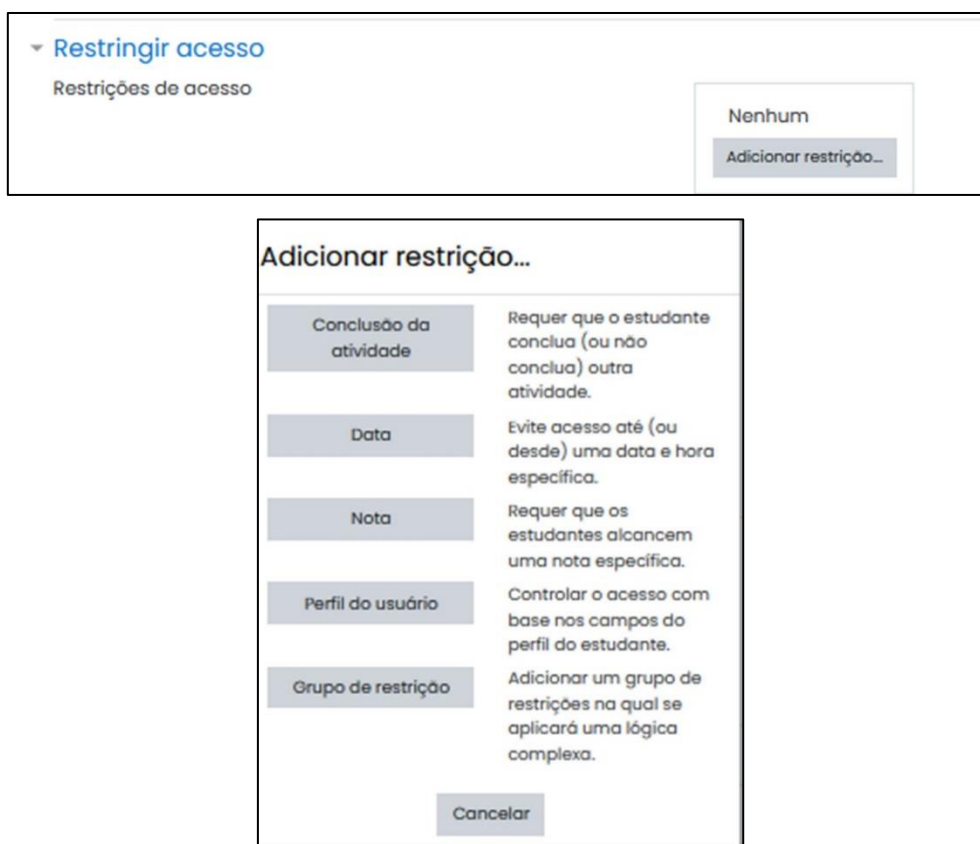 Restringir acesso
Restrições de acesso
Nenhum
Adicionar restrição...
Adicionar restrição...
Conclusão da
atividade
Requer que o estudante
conclua (ou não
conclua) outra
atividade.
Data
Evite acesso até (ou
desde) uma data e hora
específica.
Nota
Requer que os
estudantes alcancem
uma nota específica.
Perfil do usuário
Controlar o acesso com
base nos campos do
perfil do estudante.
Grupo de restrição
Adicionar um grupo de
restrições na qual se
aplicará uma lógica
complexa.
Cancelar